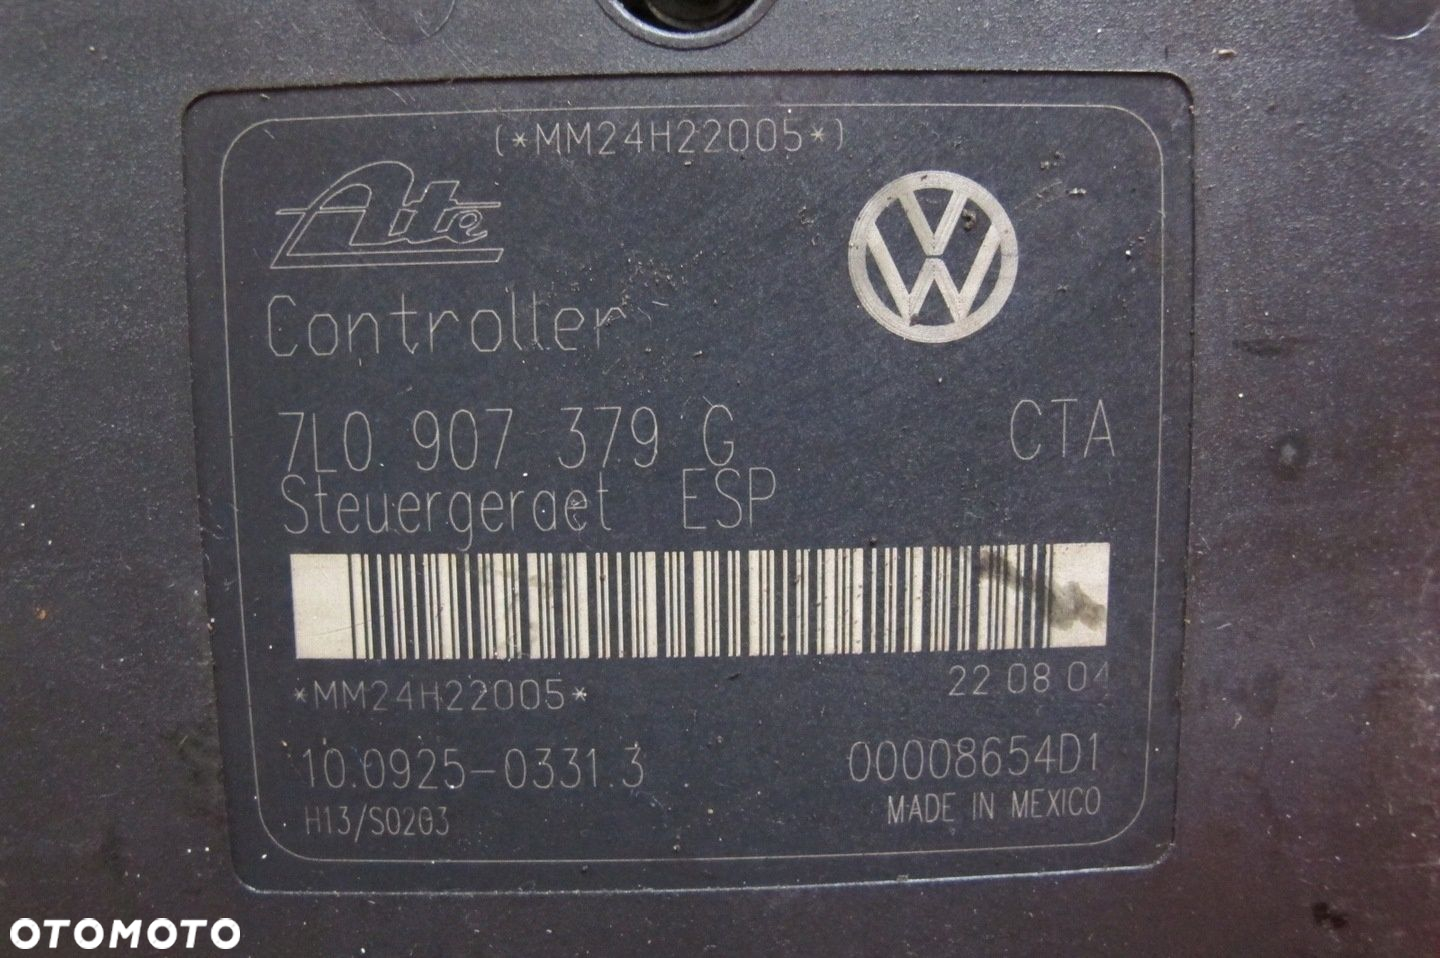 (*MM24H22005*)
Ate
Controller
7L0 907 379 G CTA
Steuergeraet ESP
*MM24H22005*
22 08 04
10.0925-0331.3
00008654D1
H13/S0203
MADE IN MEXICO
OTOMOTO